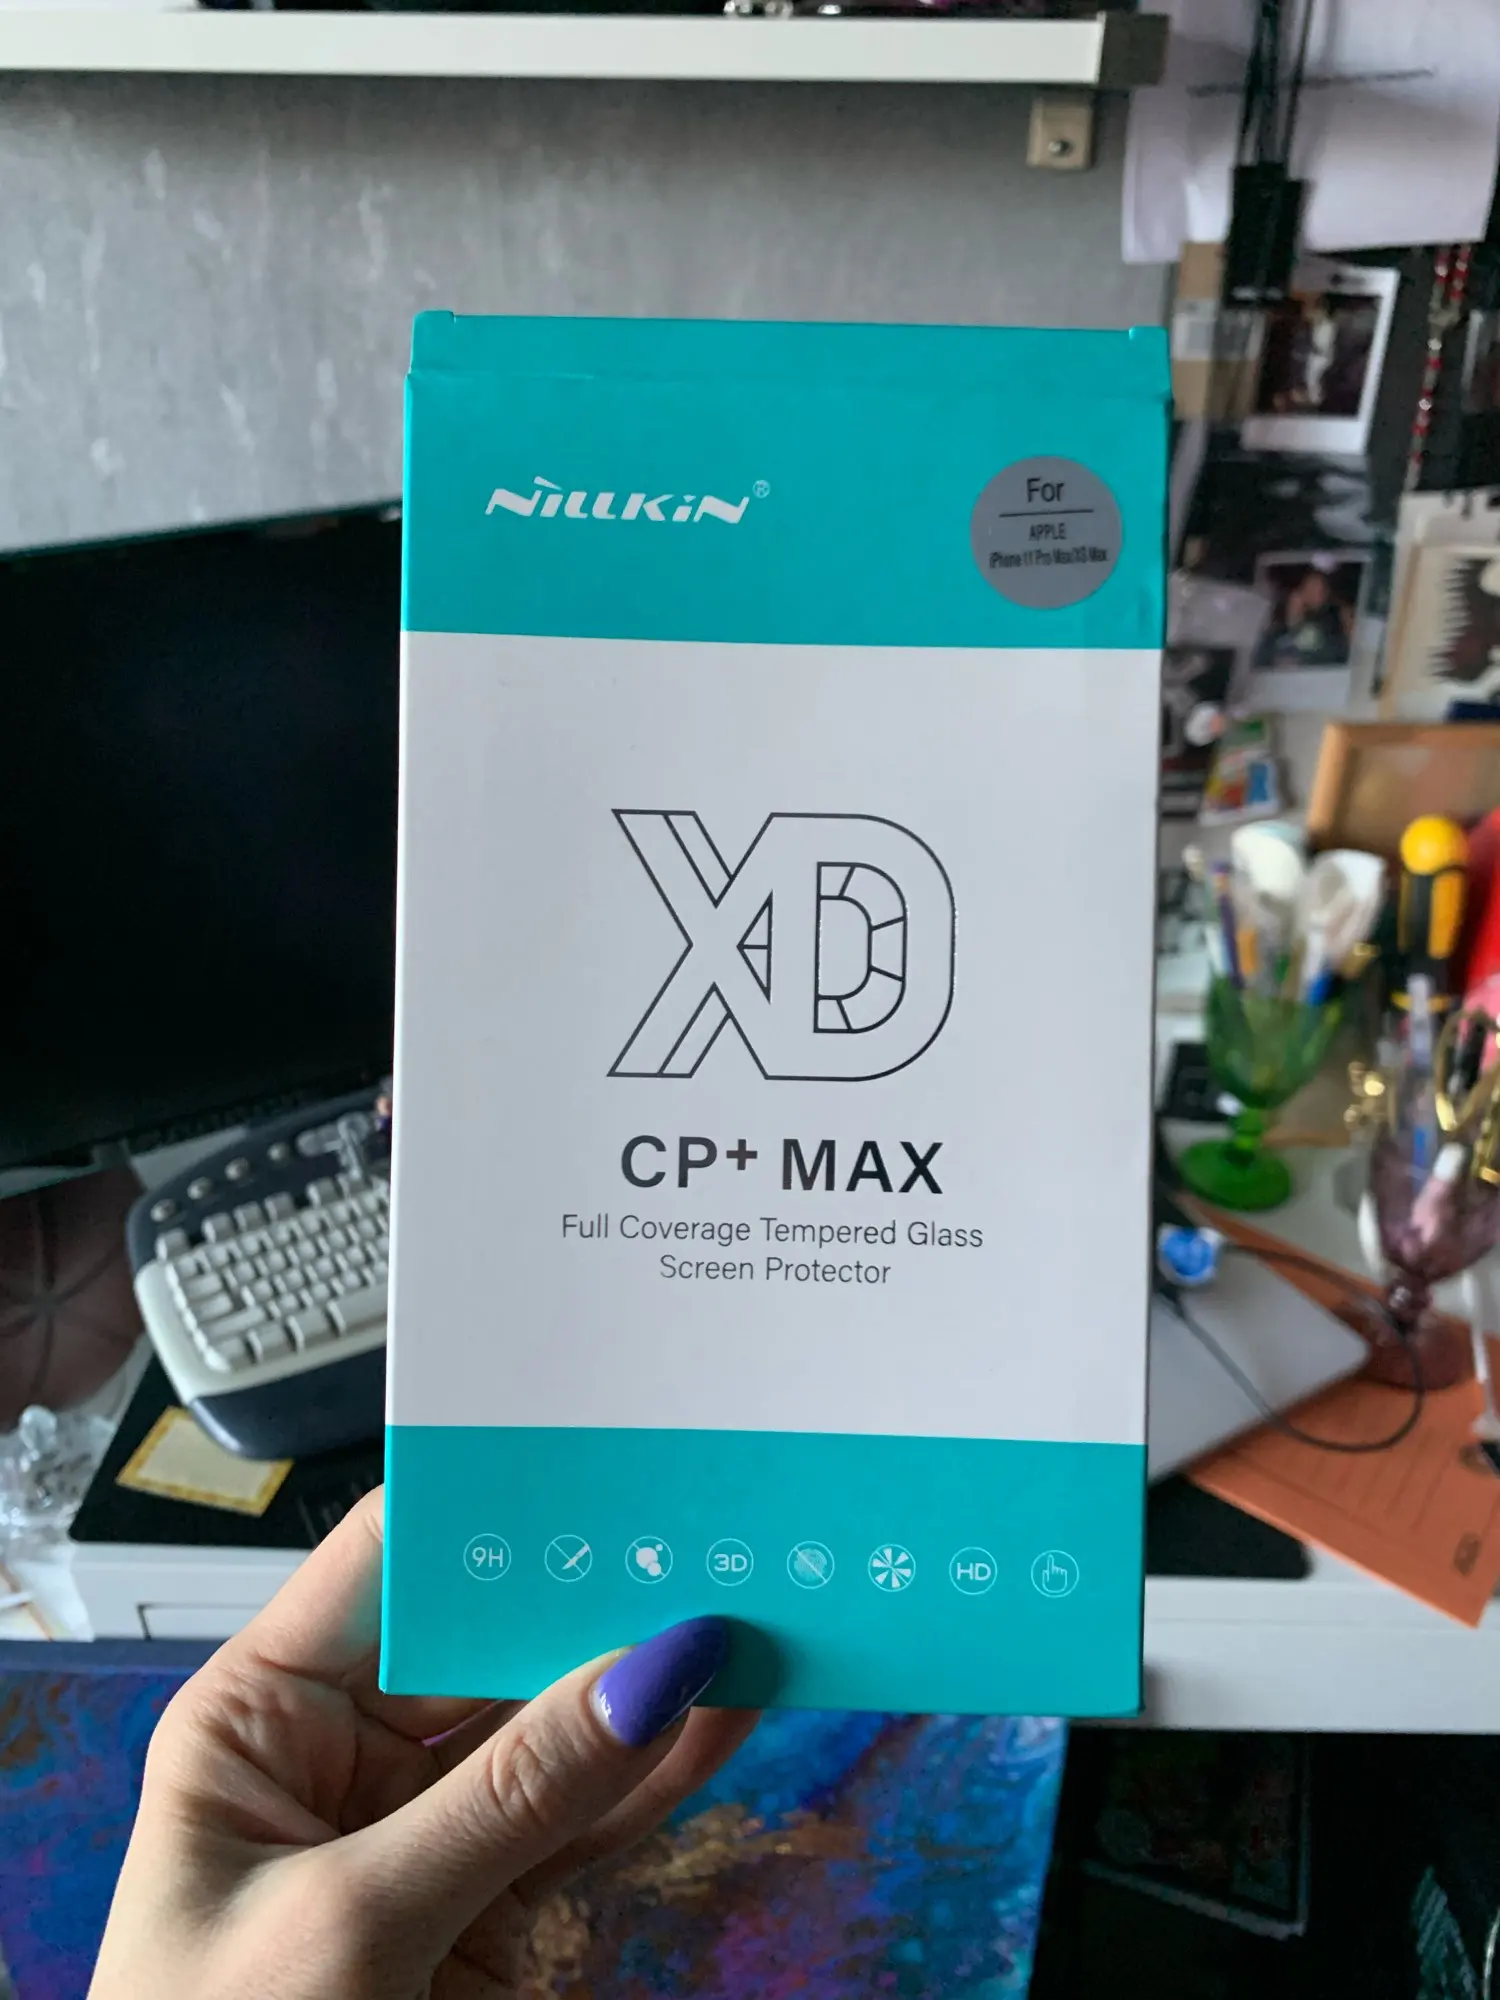 NiLLKiN®
For
APPLE
iPhone 11 Pro Max/XS Max
XD
CP+ MAX
Full Coverage Tempered Glass
Screen Protector
9H
3D
HD